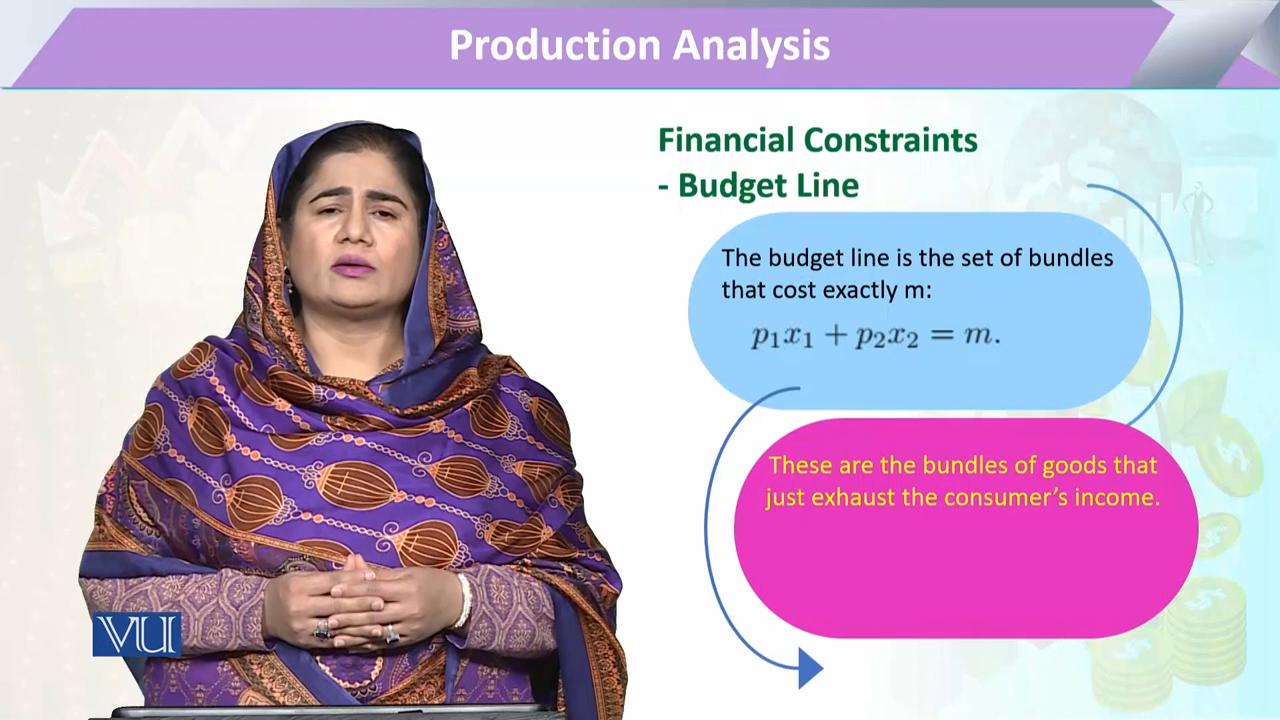 Production Analysis
Financial Constraints
- Budget Line
The budget line is the set of bundles
that cost exactly m:
p₁x₁ + p₂x₂ = m.
These are the bundles of goods that
just exhaust the consumer’s income.
VU